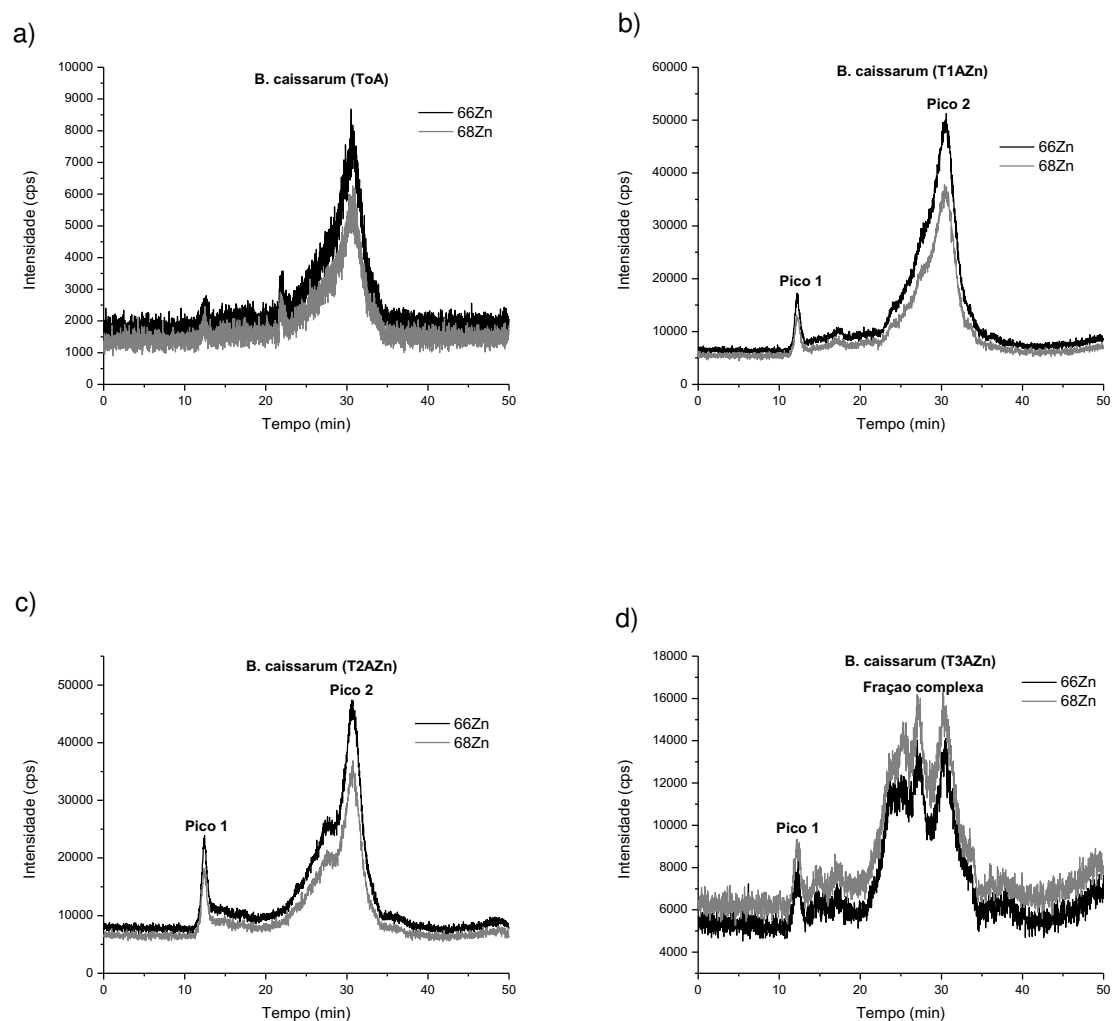 a)
B. caissarum (ToA)
66Zn
68Zn
Intensidade (cps)
10000
9000
8000
7000
6000
5000
4000
3000
2000
1000
0
0 10 20 30 40 50
Tempo (min)
b)
B. caissarum (T1AZn)
Pico 2
66Zn
68Zn
Pico 1
Intensidade (cps)
60000
50000
40000
30000
20000
10000
0
0 10 20 30 40 50
Tempo (min)
c)
B. caissarum (T2AZn)
Pico 2
66Zn
68Zn
Pico 1
Intensidade (cps)
50000
40000
30000
20000
10000
0
0 10 20 30 40 50
Tempo (min)
d)
B. caissarum (T3AZn)
Fraçao complexa
66Zn
68Zn
Pico 1
Intensidade (cps)
18000
16000
14000
12000
10000
8000
6000
4000
0 10 20 30 40 50
Tempo (min)